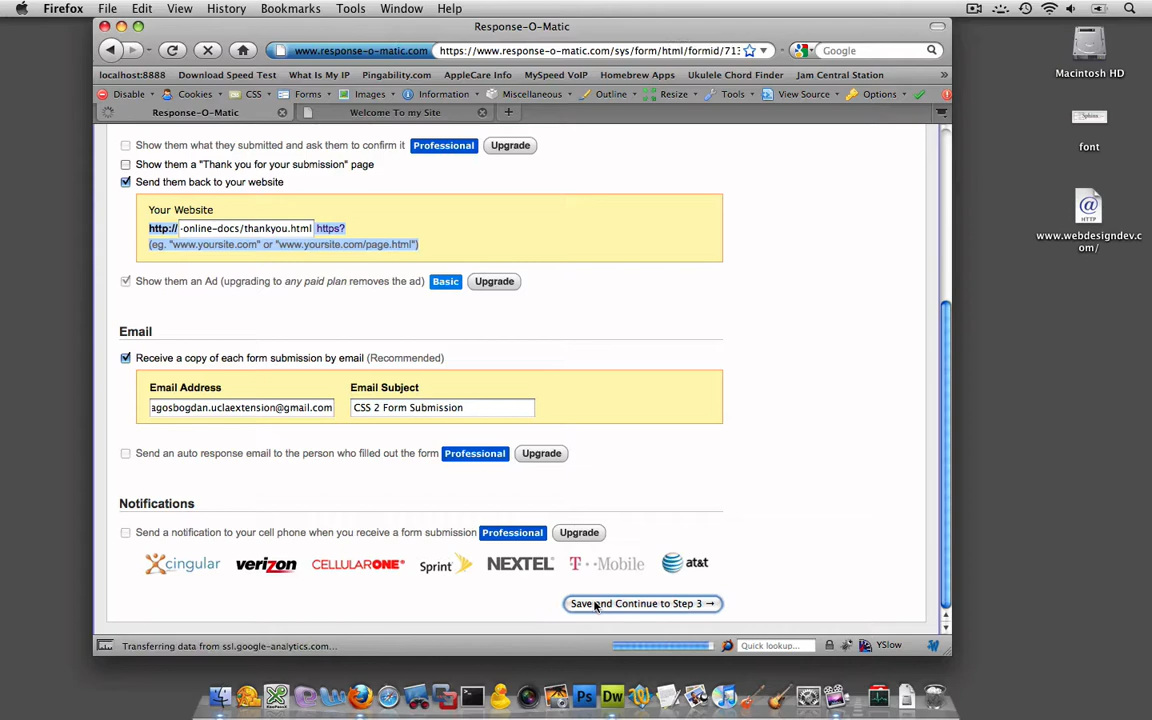 Firefox File Edit View History Bookmarks Tools Window Help
Response-O-Matic
www.response-o-matic.com https://www.response-o-matic.com/sys/form/html/formid/713 Google
localhost:8888 Download Speed Test What Is My IP Pingability.com AppleCare Info MySpeed VoIP Homebrew Apps Ukulele Chord Finder Jam Central Station »
Disable Cookies CSS Forms Images Information Miscellaneous Outline Resize Tools View Source Options
Response-O-Matic Welcome To my Site
Show them what they submitted and ask them to confirm it Professional Upgrade
Show them a "Thank you for your submission" page
Send them back to your website
Your Website
http:// -online-docs/thankyou.html https?
(eg. "www.yoursite.com" or "www.yoursite.com/page.html")
Show them an Ad (upgrading to any paid plan removes the ad) Basic Upgrade
Email
Receive a copy of each form submission by email (Recommended)
Email Address Email Subject
agosbogdan.uclaextension@gmail.com CSS 2 Form Submission
Send an auto response email to the person who filled out the form Professional Upgrade
Notifications
Send a notification to your cell phone when you receive a form submission Professional Upgrade
cingular verizon CELLULARONE® Sprint NEXTEL T··Mobile at&t
Save and Continue to Step 3 →
Transferring data from ssl.google-analytics.com... Quick lookup... YSlow
Macintosh HD
font
www.webdesigndev.c
om/
HTTP
Ps Dw